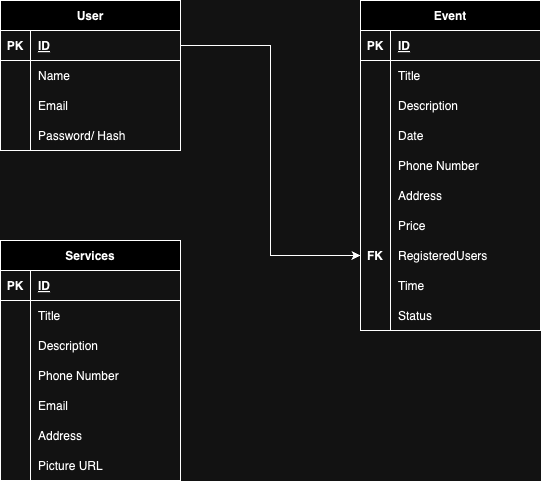 User
PK ID
Name
Email
Password/ Hash
Event
PK ID
Title
Description
Date
Phone Number
Address
Price
FK RegisteredUsers
Time
Status
Services
PK ID
Title
Description
Phone Number
Email
Address
Picture URL